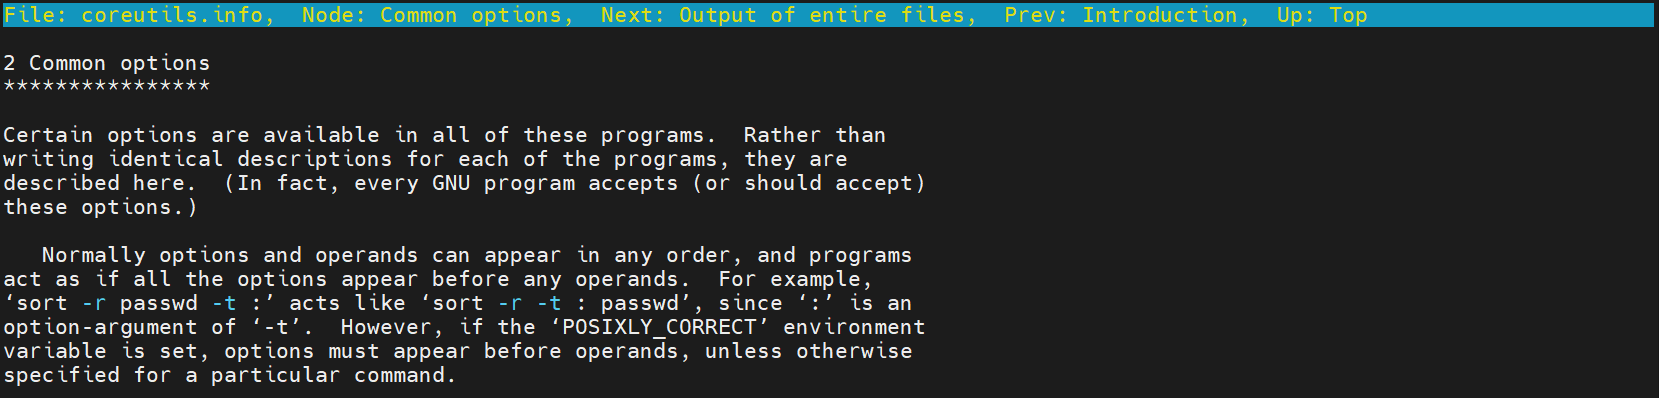 File: coreutils.info,  Node: Common options,  Next: Output of entire files,  Prev: Introduction,  Up: Top
2 Common options
****************
Certain options are available in all of these programs.  Rather than
writing identical descriptions for each of the programs, they are
described here.  (In fact, every GNU program accepts (or should accept)
these options.)
   Normally options and operands can appear in any order, and programs
act as if all the options appear before any operands.  For example,
‘sort -r passwd -t :’ acts like ‘sort -r -t : passwd’, since ‘:’ is an
option-argument of ‘-t’.  However, if the ‘POSIXLY_CORRECT’ environment
variable is set, options must appear before operands, unless otherwise
specified for a particular command.